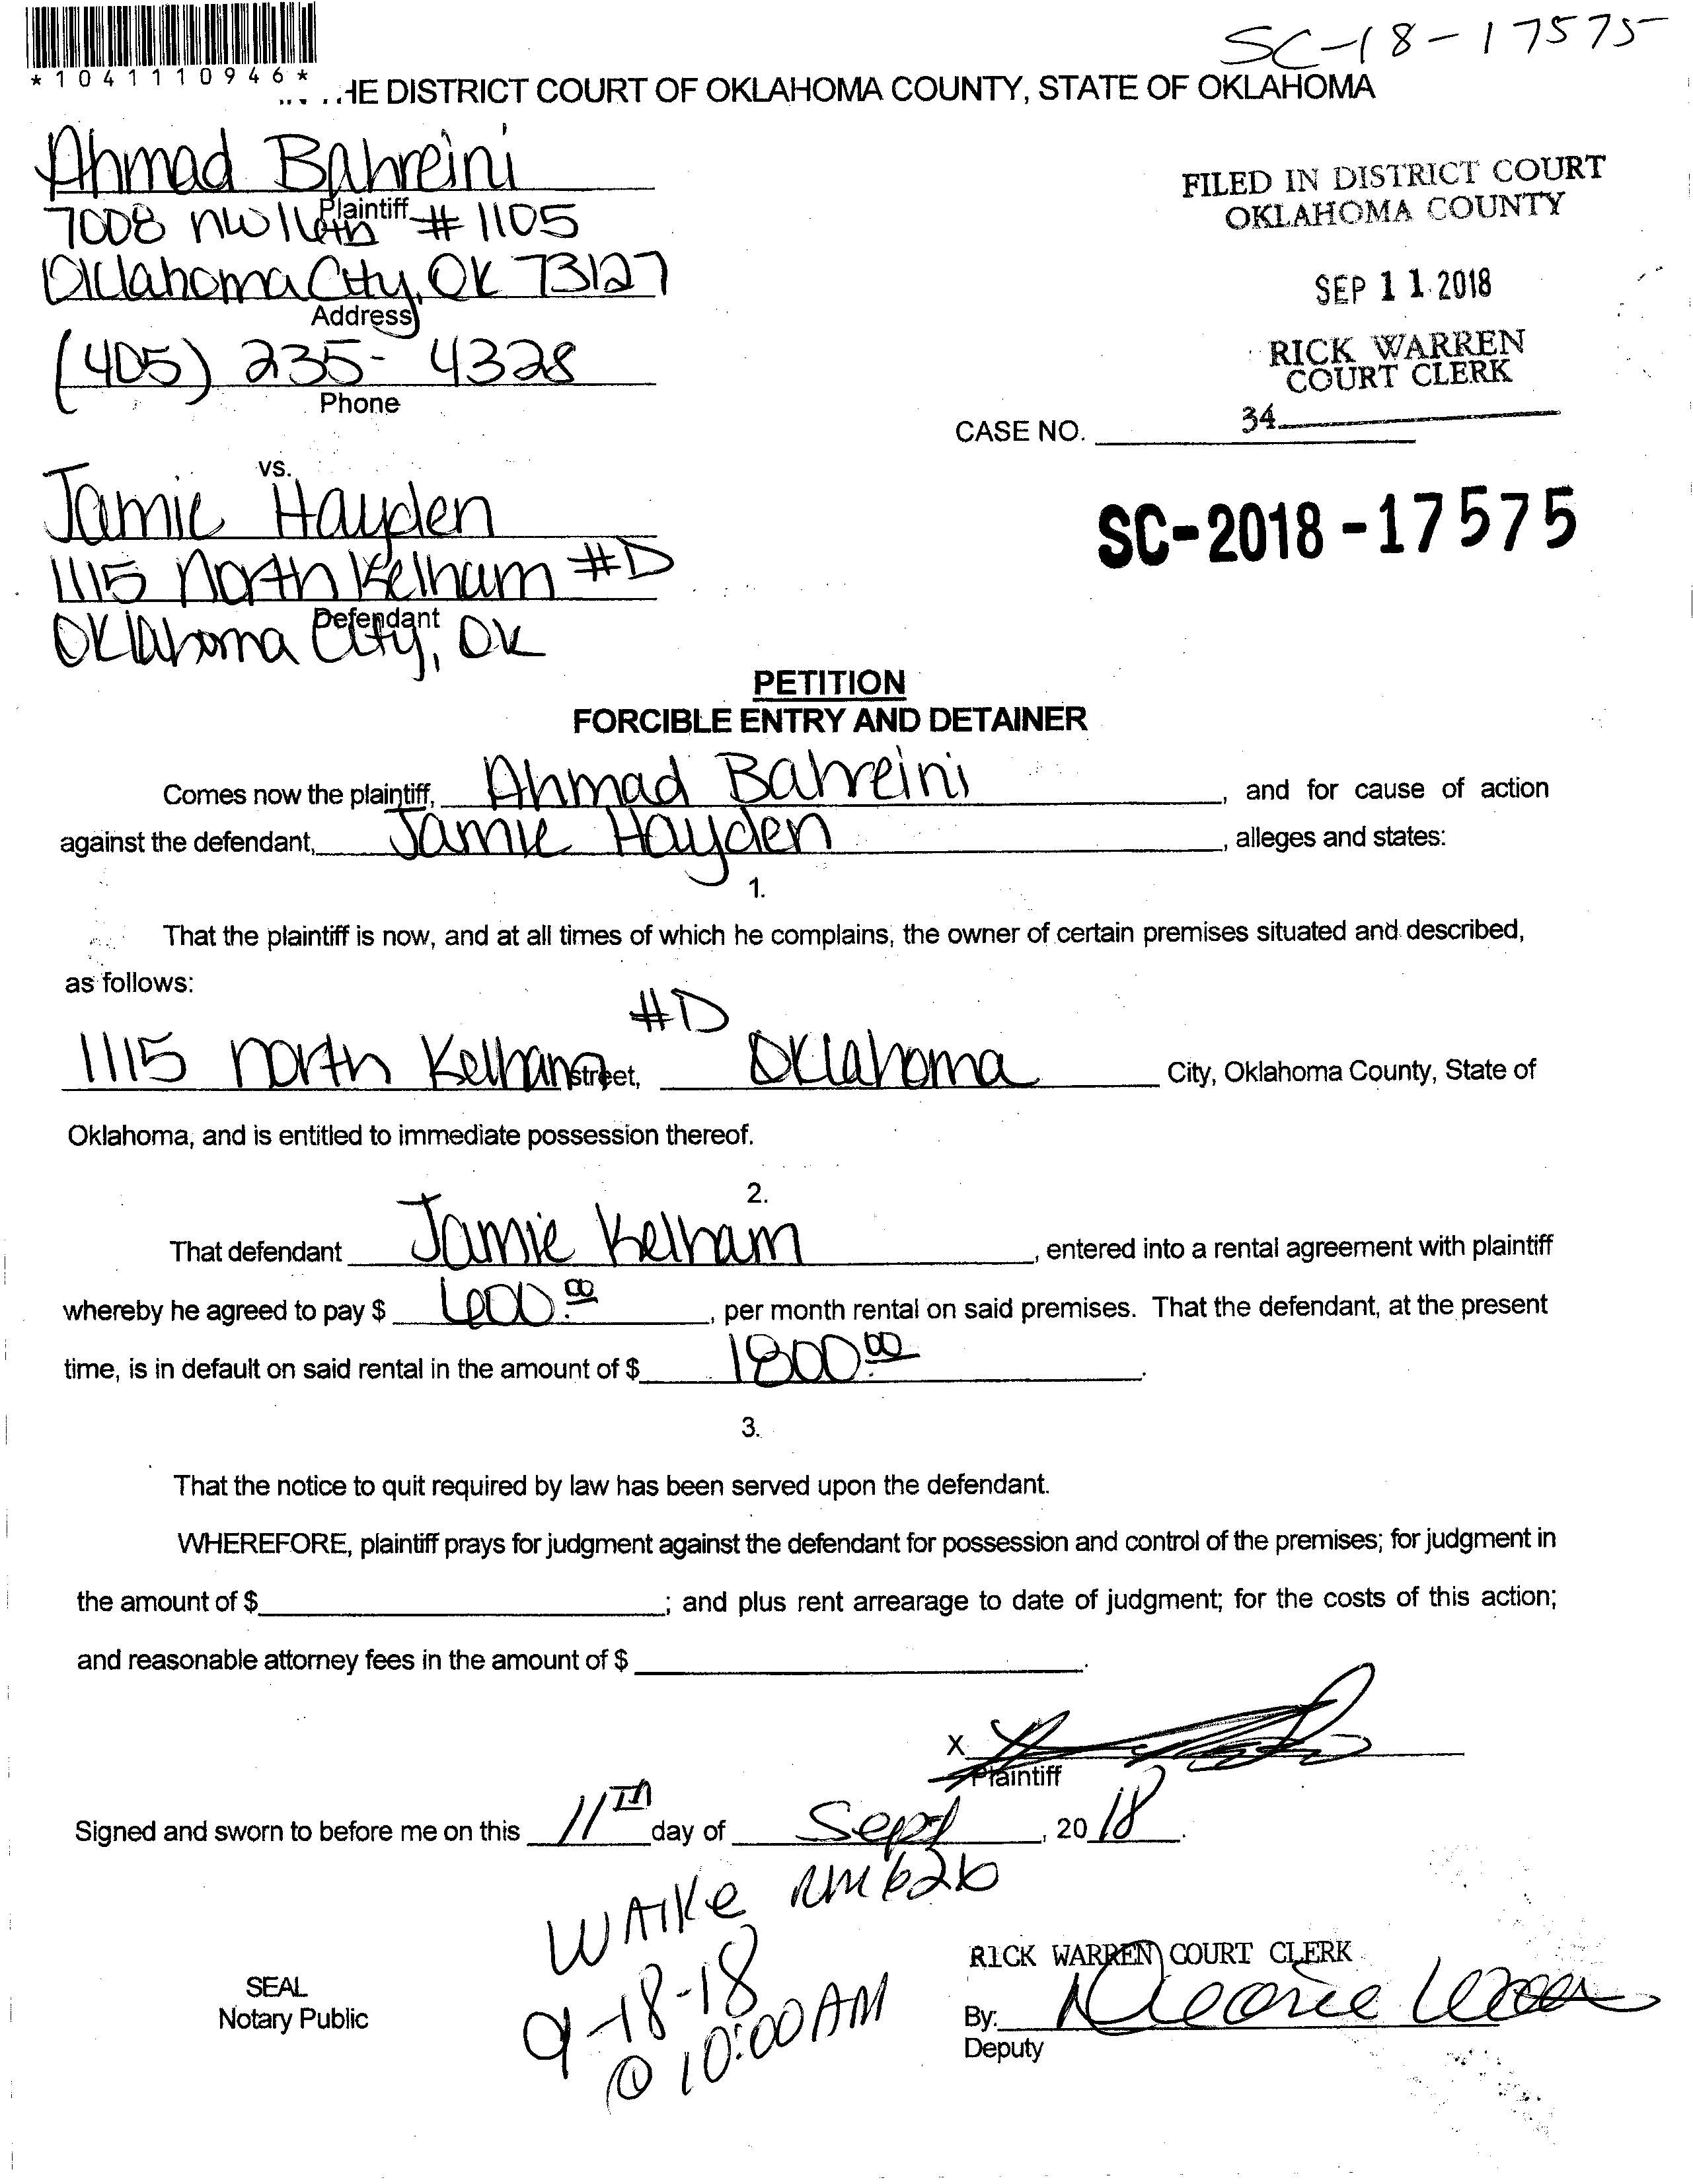 SC-18-17575
*1041110946*
HE DISTRICT COURT OF OKLAHOMA COUNTY, STATE OF OKLAHOMA
Ahmad Bahreini
Plaintiff
7008 NW 16th #1105
Oklahoma City, OK 73127
Address
(405) 235-4328
Phone
FILED IN DISTRICT COURT
OKLAHOMA COUNTY
SEP 11 2018
RICK WARREN
COURT CLERK
34
CASE NO.
SC-2018-17575
vs.
Jamie Hayden
1115 North Kelham #D
Defendant
Oklahoma City, OK
PETITION
FORCIBLE ENTRY AND DETAINER
Comes now the plaintiff, Ahmad Bahreini, and for cause of action
against the defendant, Jamie Hayden, alleges and states:
1.
That the plaintiff is now, and at all times of which he complains, the owner of certain premises situated and described,
as follows:
#D
1115 North Kelham street, Oklahoma City, Oklahoma County, State of
Oklahoma, and is entitled to immediate possession thereof.
2.
That defendant Jamie Kelham, entered into a rental agreement with plaintiff
whereby he agreed to pay $ 600.00, per month rental on said premises. That the defendant, at the present
time, is in default on said rental in the amount of $ 1800.00.
3.
That the notice to quit required by law has been served upon the defendant.
WHEREFORE, plaintiff prays for judgment against the defendant for possession and control of the premises; for judgment in
the amount of $ ; and plus rent arrearage to date of judgment; for the costs of this action;
and reasonable attorney fees in the amount of $ .
X
Plaintiff
Signed and sworn to before me on this 11TH day of Sept, 2018.
WAIKE RM 626
9-18-18
@ 10:00 AM
SEAL
Notary Public
RICK WARREN COURT CLERK
By:
Deputy